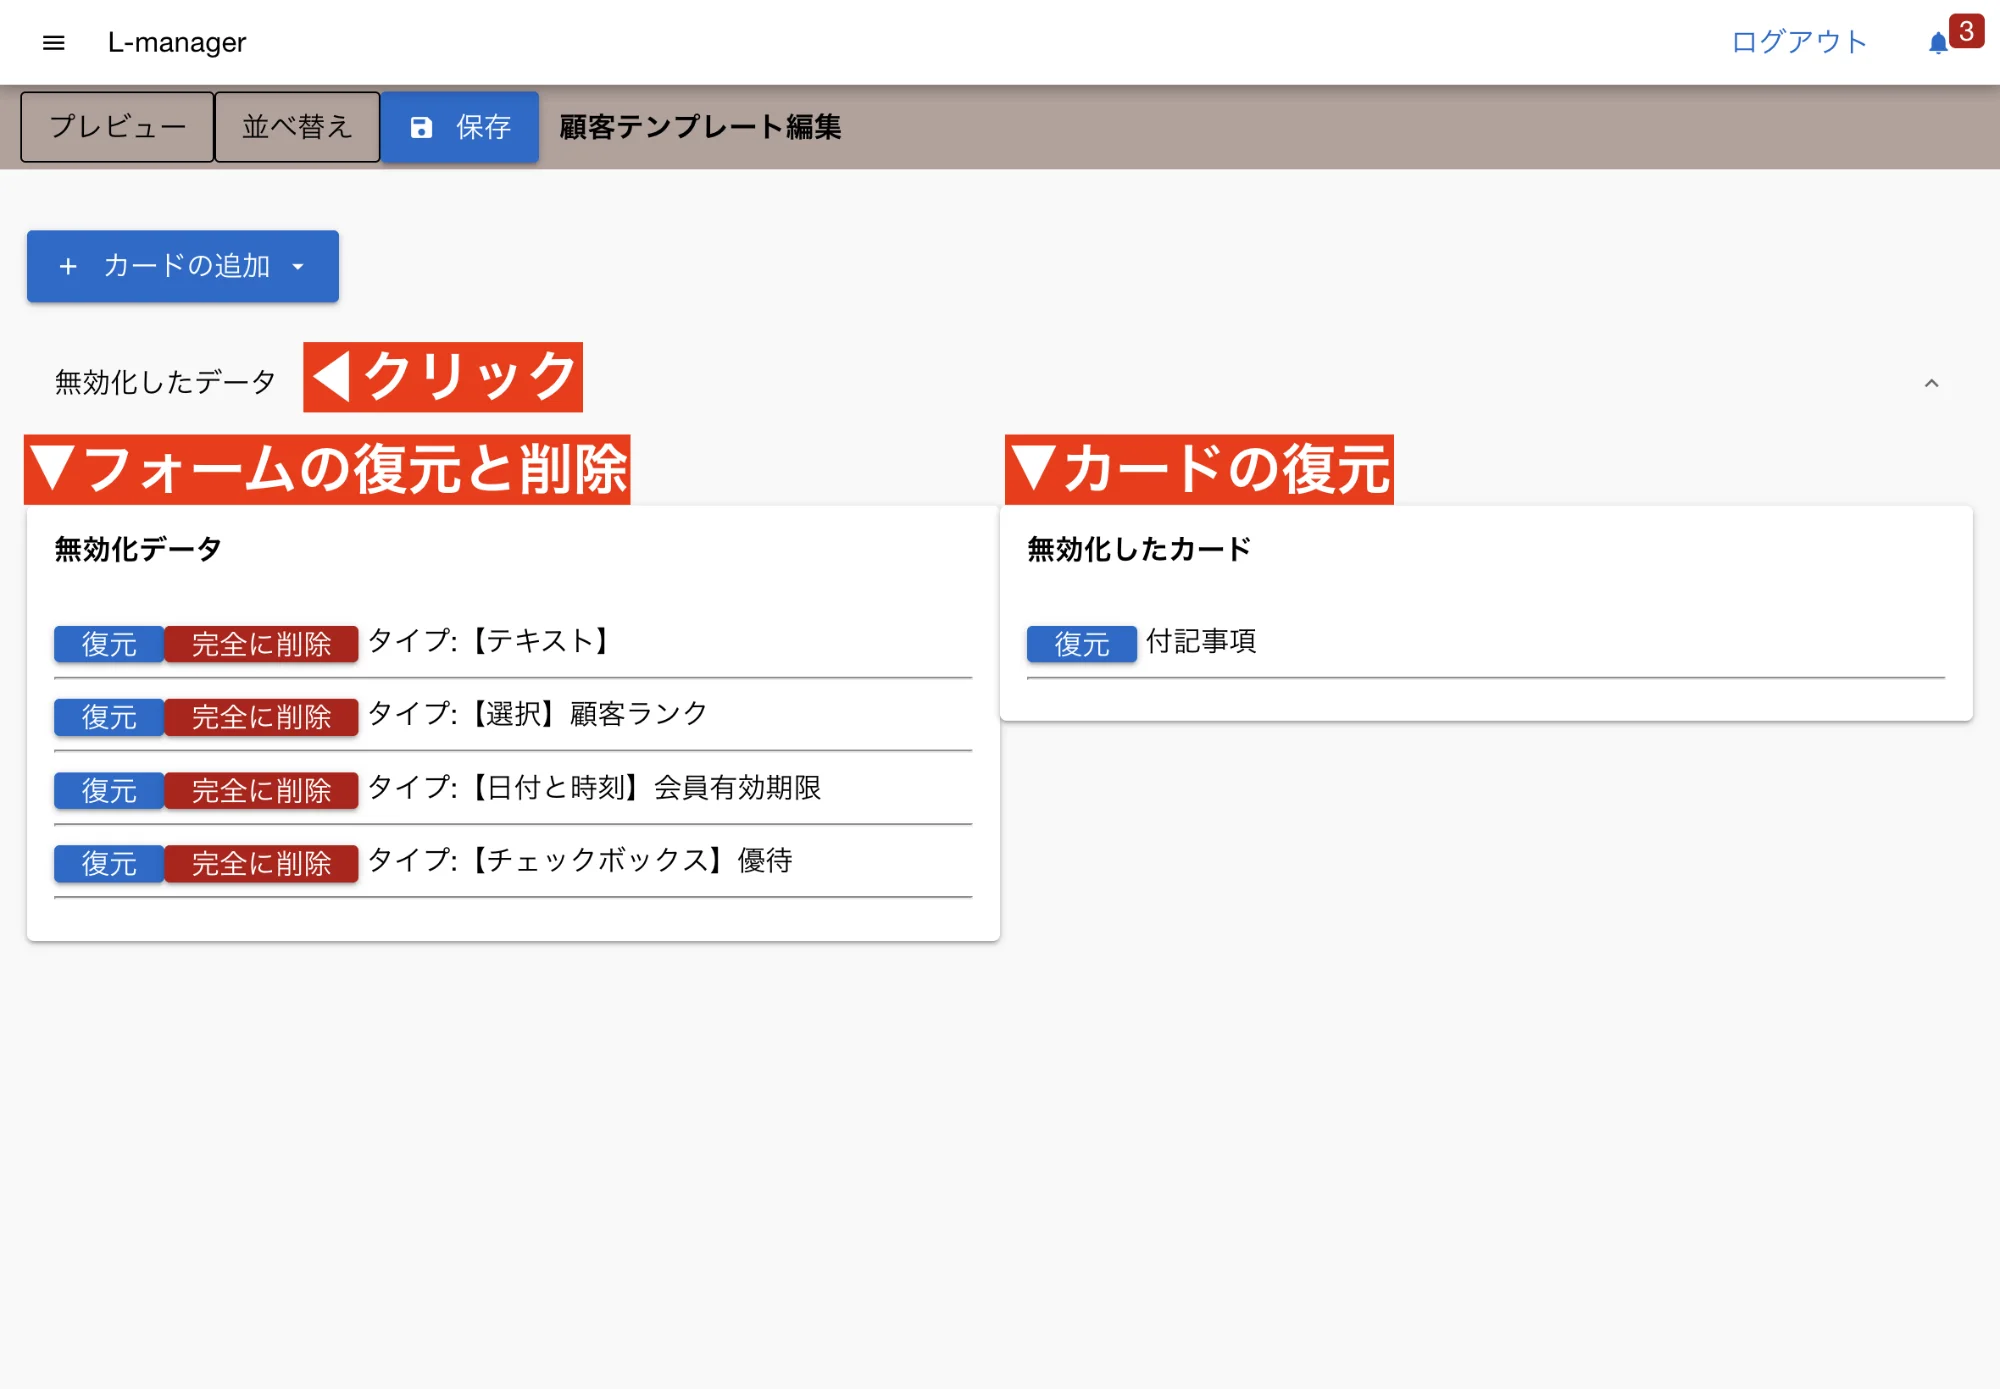 L-manager
ログアウト
3
プレビュー
並べ替え
保存
顧客テンプレート編集
+ カードの追加
無効化したデータ
◀クリック
▼フォームの復元と削除
▼カードの復元
無効化データ
復元 完全に削除 タイプ:【テキスト】
復元 完全に削除 タイプ:【選択】顧客ランク
復元 完全に削除 タイプ:【日付と時刻】会員有効期限
復元 完全に削除 タイプ:【チェックボックス】優待
無効化したカード
復元 付記事項